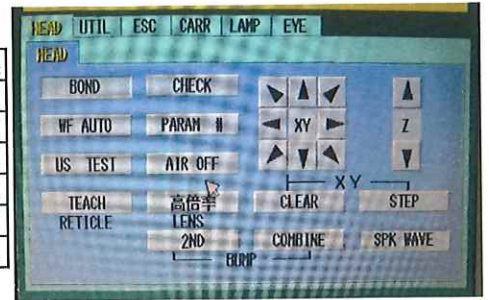 HEAD UTIL ESC CARR LAMP EYE
HEAD
BOND CHECK
WF AUTO PARAM # XY Z
US TEST AIR OFF
XY
TEACH 高倍率 CLEAR STEP
RETICLE LENS
2ND COMBINE SPK WAVE
BUMP